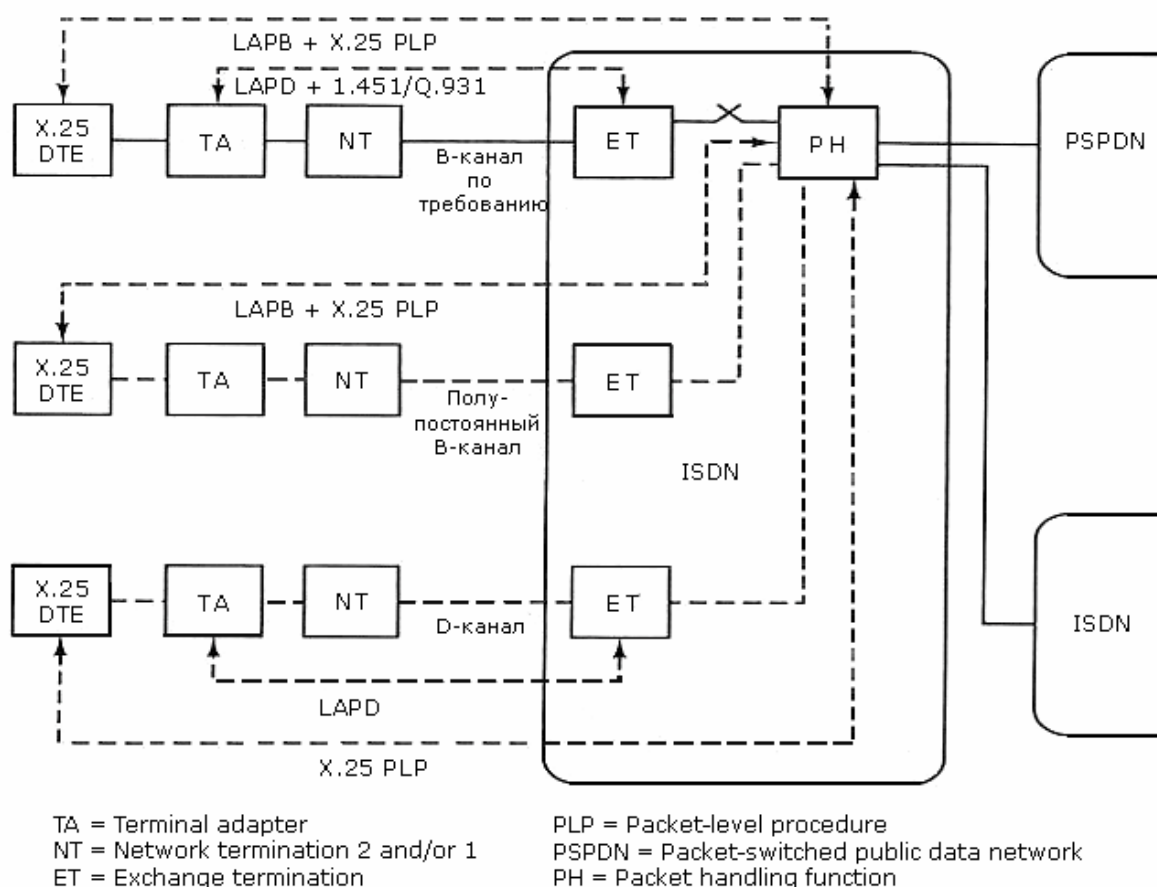 LAPB + X.25 PLP
LAPD + 1.451/Q.931
X.25
DTE
TA
NT
ET
PH
PSPDN
В-канал
по
требованию
LAPB + X.25 PLP
X.25
DTE
TA
NT
ET
Полу-
постоянный
В-канал
ISDN
X.25
DTE
TA
NT
ET
D-канал
ISDN
LAPD
X.25 PLP
TA = Terminal adapter
NT = Network termination 2 and/or 1
ET = Exchange termination
PLP = Packet-level procedure
PSPDN = Packet-switched public data network
PH = Packet handling function